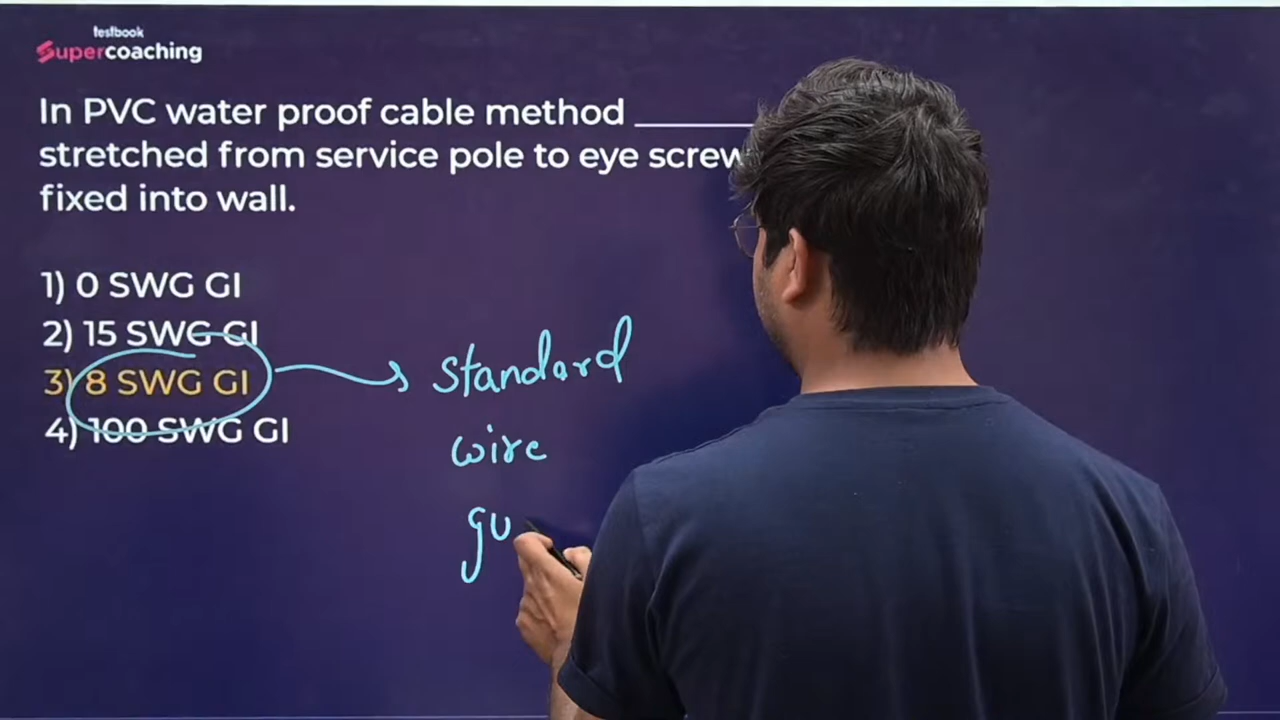 testbook
Supercoaching
In PVC water proof cable method ______
stretched from service pole to eye screw
fixed into wall.
1) 0 SWG GI
2) 15 SWG GI
3) 8 SWG GI
4) 100 SWG GI
standard
wire
gu